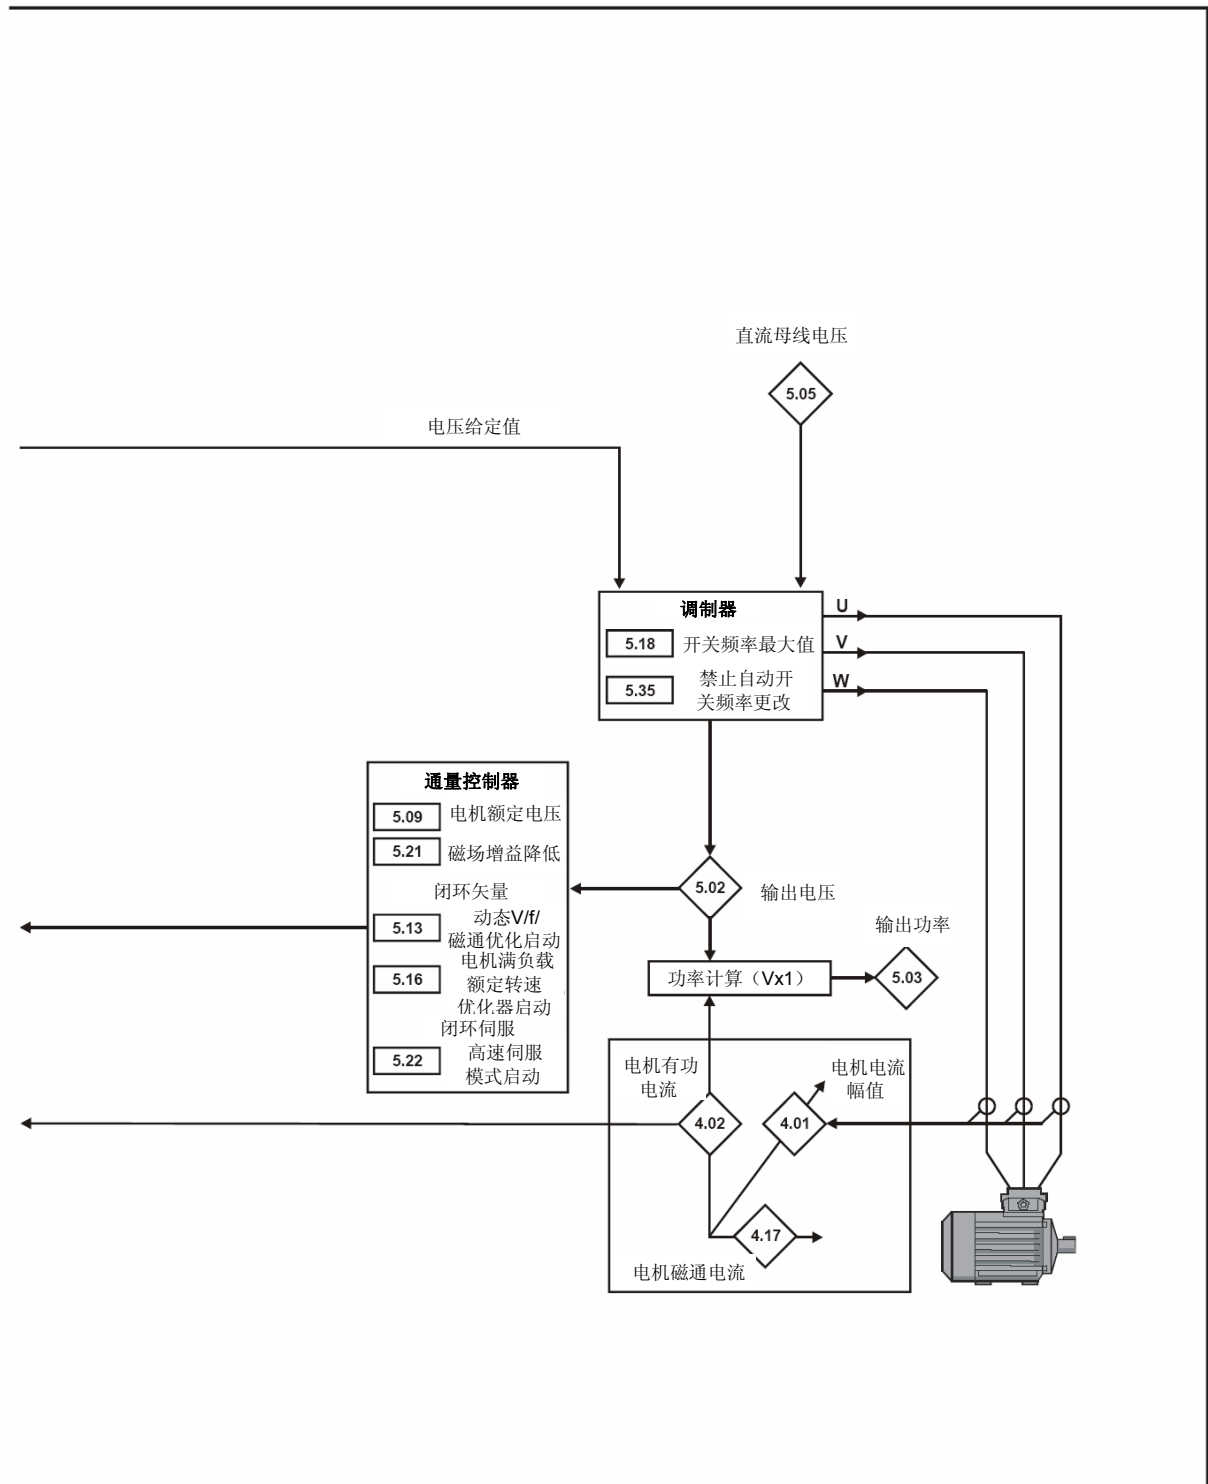 直流母线电压
5.05
电压给定值
调制器
5.18 开关频率最大值
5.35 禁止自动开
关频率更改
U
V
W
通量控制器
5.09 电机额定电压
5.21 磁场增益降低
闭环矢量
5.13 动态V/f/
磁通优化启动
5.16 电机满负载
额定转速
优化器启动
闭环伺服
5.22 高速伺服
模式启动
5.02 输出电压
输出功率
功率计算（Vx1）
5.03
电机有功
电流
电机电流
幅值
4.02
4.01
4.17
电机磁通电流